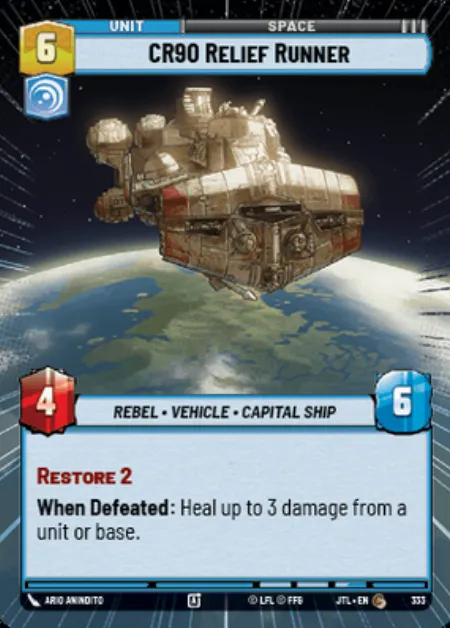 UNIT
SPACE
6
CR90 RELIEF RUNNER
4
REBEL • VEHICLE • CAPITAL SHIP
6
RESTORE 2
When Defeated: Heal up to 3 damage from a
unit or base.
ARIO ANINDITO
© LFL © FFG
JTL • EN
333